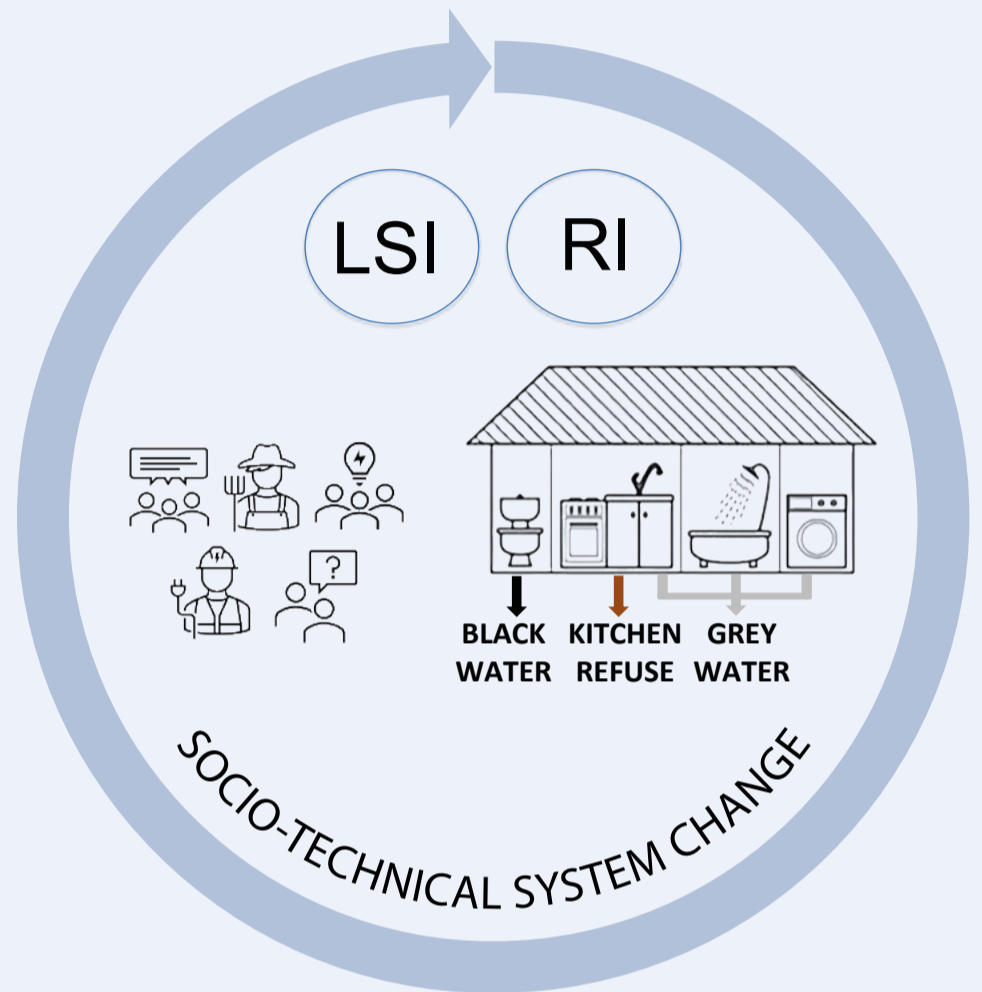 LSI RI
?
BLACK KITCHEN GREY
WATER REFUSE WATER
SOCIO-TECHNICAL SYSTEM CHANGE